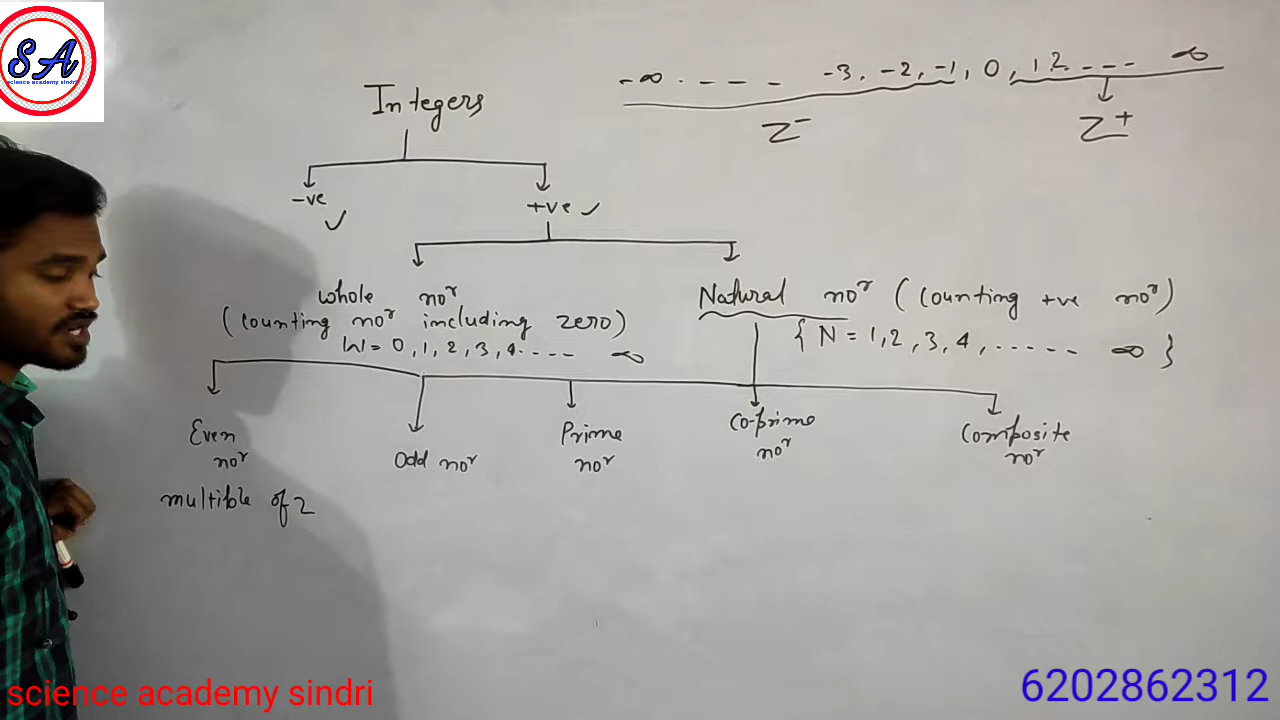 SA
science academy sindri
Integers
-∞ - - - - -3, -2, -1, 0, 1, 2, - - - ∞
Z⁻
Z⁺
-ve ✓
+ve ✓
whole noʳ
(counting noʳ including zero)
W = 0, 1, 2, 3, 4 ---- ∞
Natural noʳ (counting +ve noʳ)
{ N = 1, 2, 3, 4, ------ ∞ }
Even
noʳ
Odd noʳ
Prime
noʳ
Co-prime
noʳ
Composite
noʳ
multiple of 2
science academy sindri
6202862312